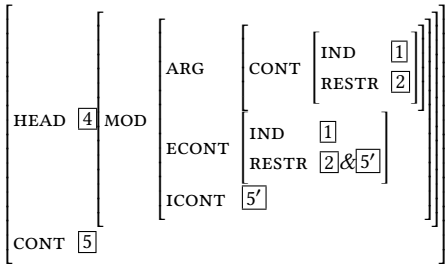 IND 1
ARG CONT
RESTR 2
HEAD 4 MOD
IND 1
ECONT
RESTR 2 & 5′
ICONT 5′
CONT 5